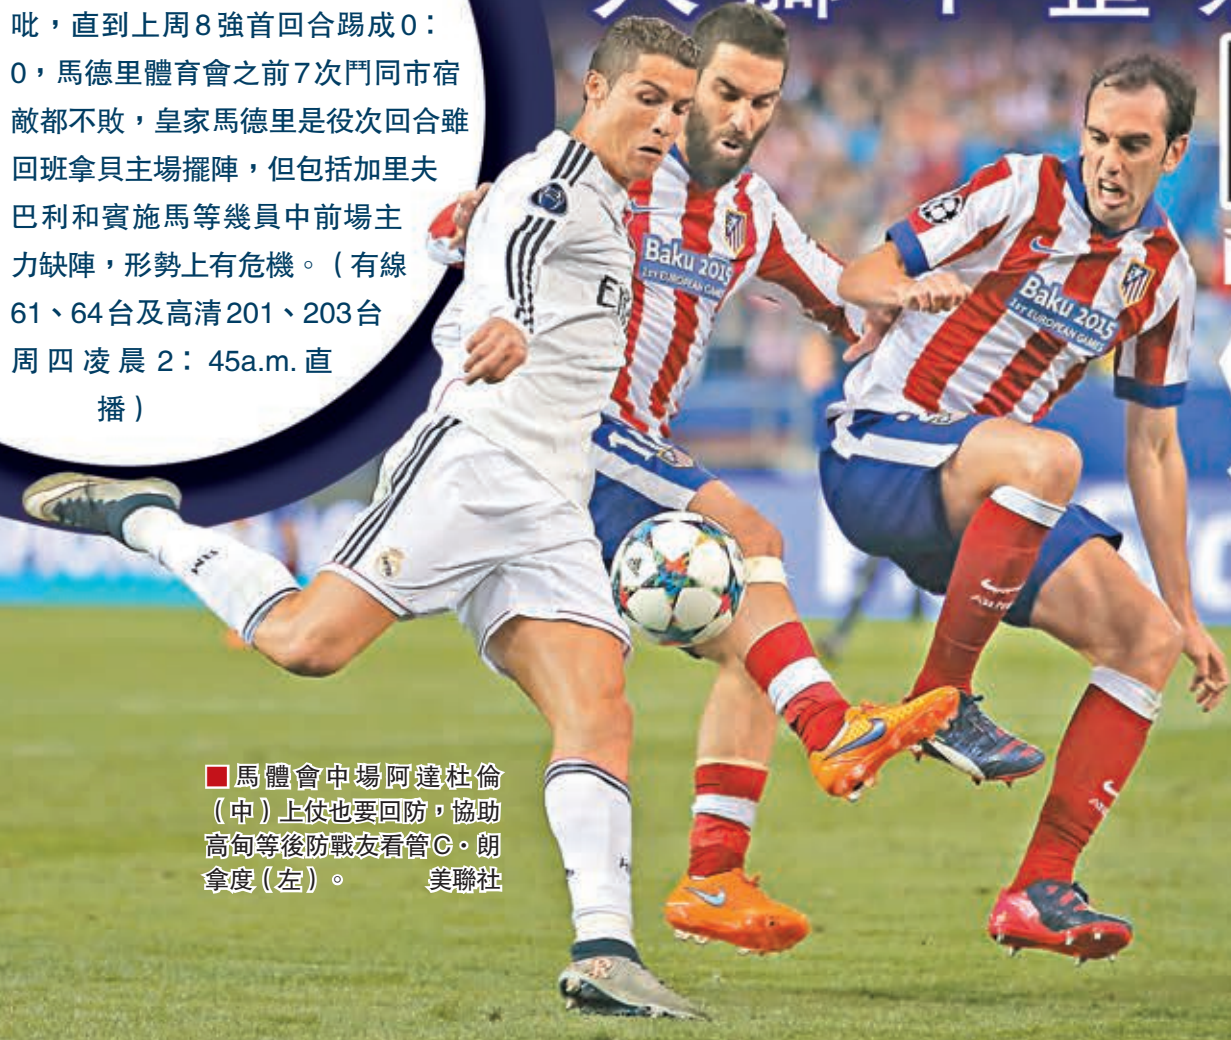 吡，直到上周8強首回合踢成0：
0，馬德里體育會之前7次鬥同市宿
敵都不敗，皇家馬德里是役次回合雖
回班拿貝主場擺陣，但包括加里夫
巴利和賓施馬等幾員中前場主
力缺陣，形勢上有危機。（有線
61、64台及高清201、203台
周四凌晨 2：45a.m. 直
播）
Baku 2015
1ST EUROPEAN GAMES
Baku 2015
1ST EUROPEAN GAMES
■馬體會中場阿達杜倫
（中）上仗也要回防，協助
高甸等後防戰友看管C·朗
拿度（左）。 美聯社